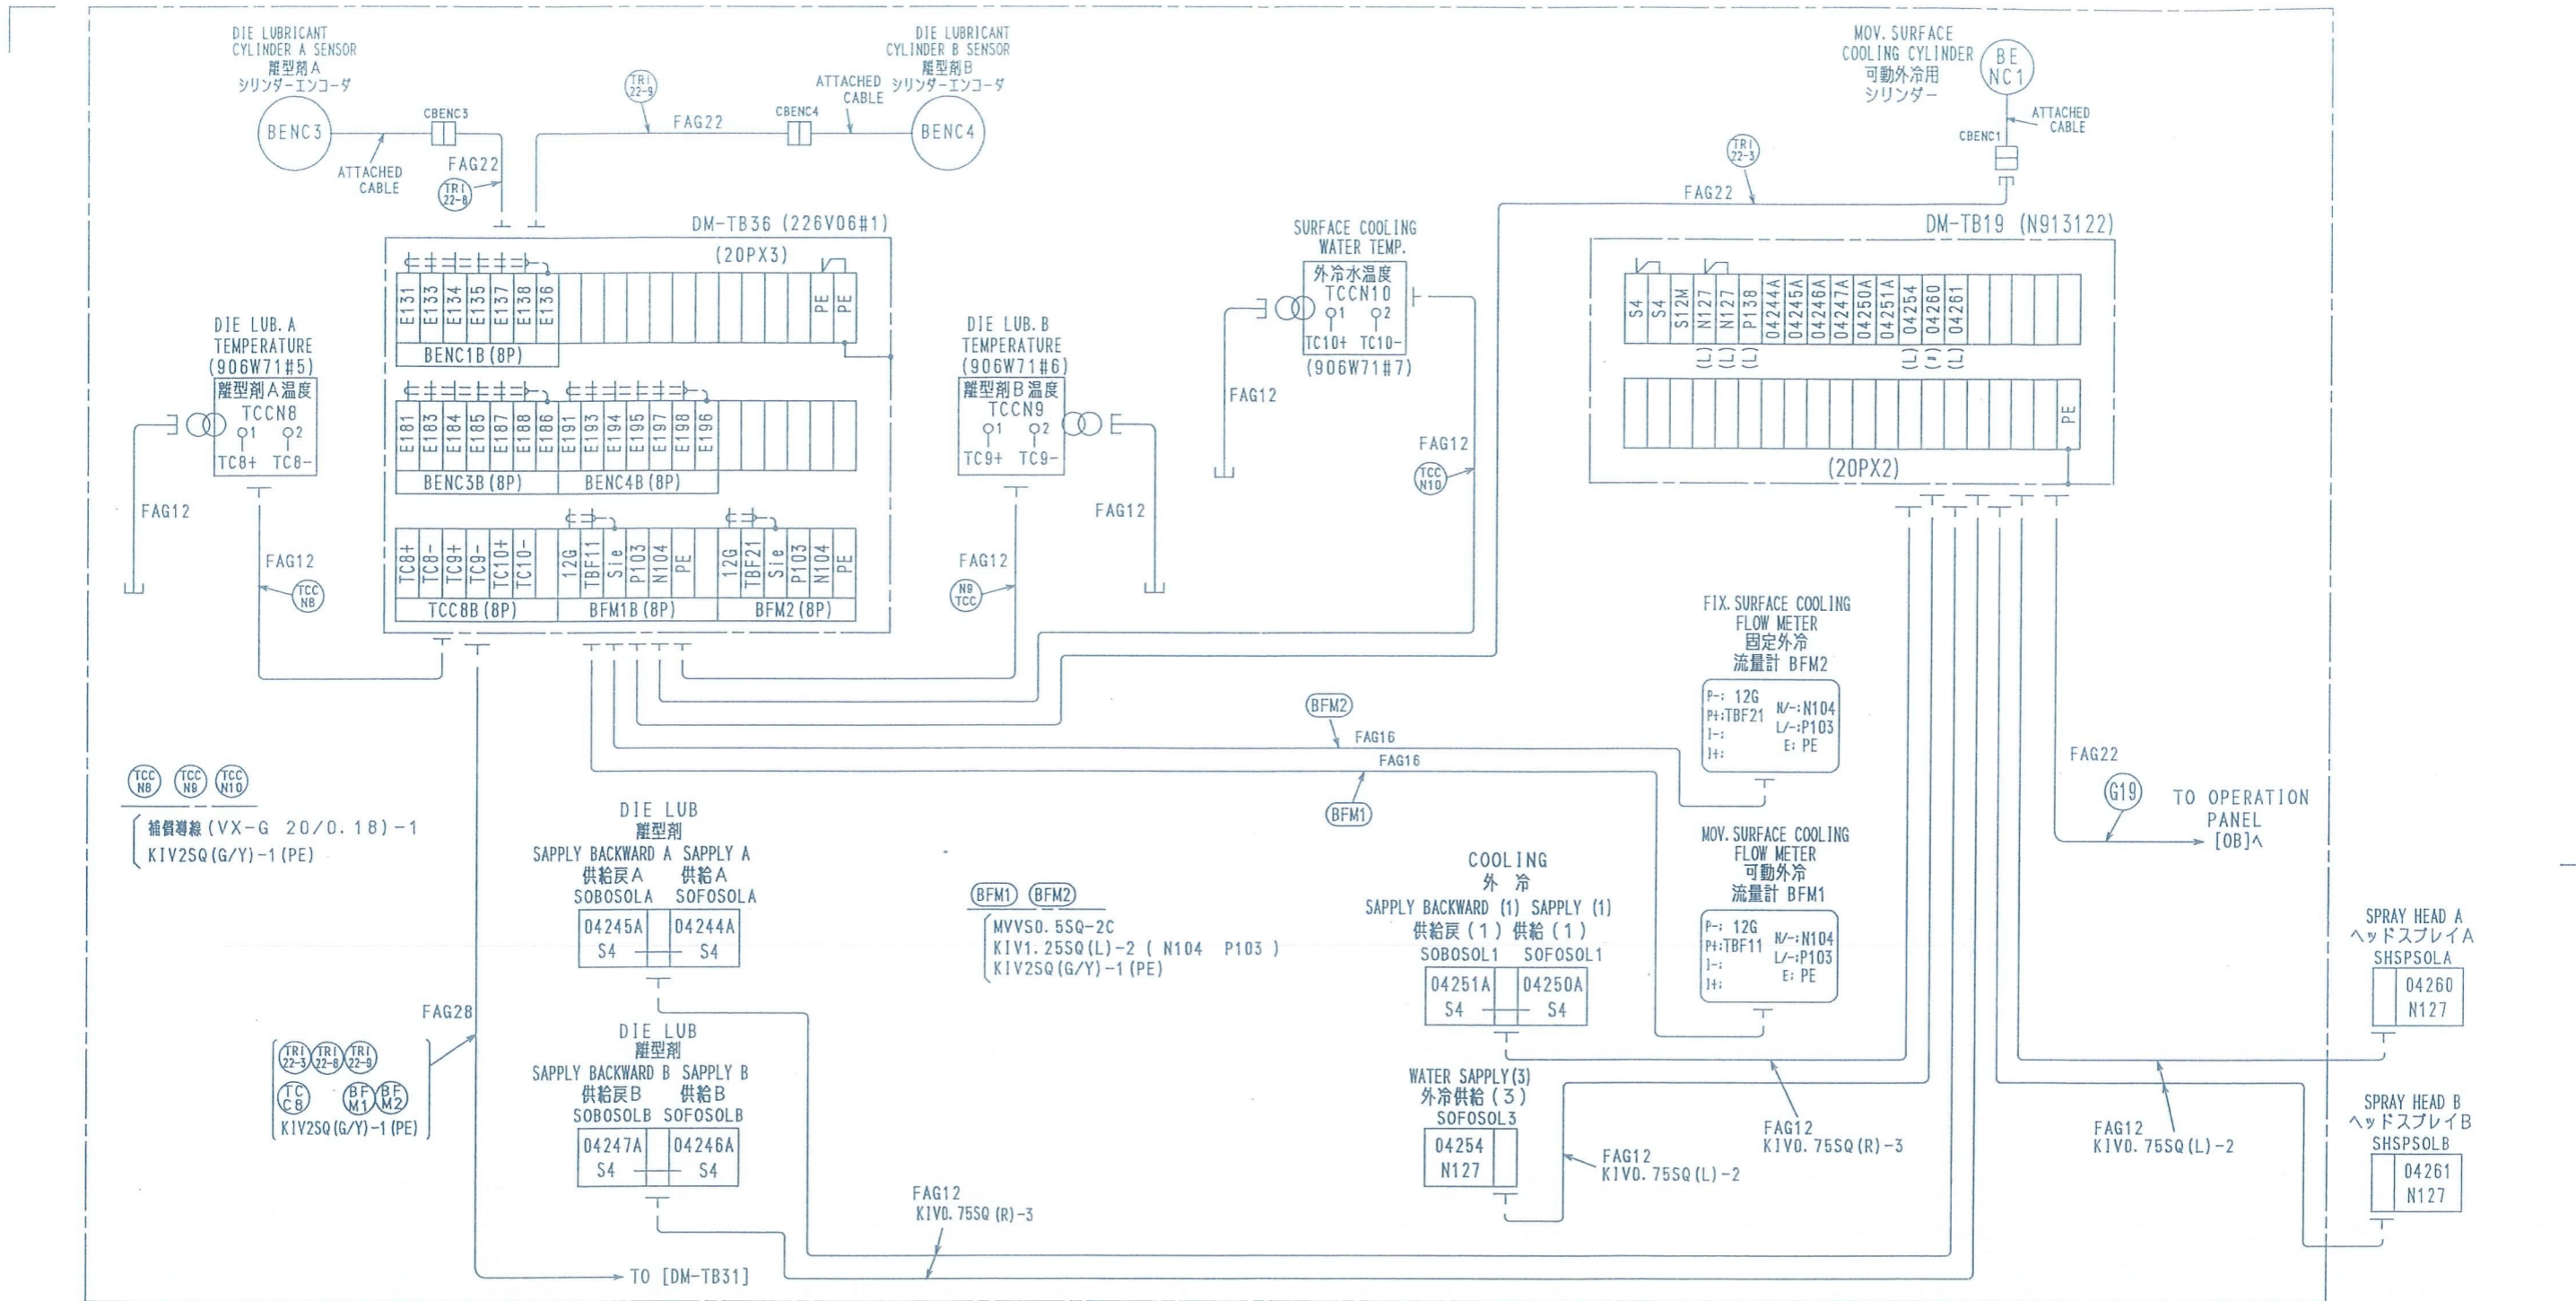 DIE LUBRICANT
CYLINDER A SENSOR
離型剤A
シリンダーエンコーダ
BENC3
CBENC3
ATTACHED
CABLE
FAG22
TRI
22-8
TRI
22-9
FAG22
CBENC4
ATTACHED
CABLE
DIE LUBRICANT
CYLINDER B SENSOR
離型剤B
シリンダーエンコーダ
BENC4
MOV. SURFACE
COOLING CYLINDER
可動外冷用
シリンダー
BE
NC1
ATTACHED
CABLE
CBENC1
TRI
22-3
FAG22
DM-TB36 (226V06#1)
(20PX3)
E131 E133 E134 E135 E137 E138 E136 PE PE
BENC1B (8P)
E181 E183 E184 E185 E187 E188 E186 E191 E193 E194 E195 E197 E198 E196
BENC3B (8P) BENC4B (8P)
TC8+ TC8- TC9+ TC9- TC10+ TC10- 12G TBF11 Sie P103 N104 PE 12G TBF21 Sie P103 N104 PE
TCC8B (8P) BFM1B (8P) BFM2 (8P)
DIE LUB. A
TEMPERATURE
(906W71#5)
離型剤A温度
TCCN8
1 2
TC8+ TC8-
FAG12
FAG12
TCC
N8
DIE LUB. B
TEMPERATURE
(906W71#6)
離型剤B温度
TCCN9
1 2
TC9+ TC9-
FAG12
FAG12
N9
TCC
SURFACE COOLING
WATER TEMP.
外冷水温度
TCCN10
1 2
TC10+ TC10-
(906W71#7)
FAG12
FAG12
TCC
N10
DM-TB19 (N913122)
S4 S4 S12M N127 N127 P138 04244A 04245A 04246A 04247A 04250A 04251A 04254 04260 04261
(L) (L) (L) (L) (〃) (L)
PE
(20PX2)
FIX. SURFACE COOLING
FLOW METER
固定外冷
流量計 BFM2
P-: 12G
P+:TBF21 N/-:N104
I-: L/-:P103
I+: E: PE
BFM2
FAG16
FAG16
BFM1
MOV. SURFACE COOLING
FLOW METER
可動外冷
流量計 BFM1
P-: 12G
P+:TBF11 N/-:N104
I-: L/-:P103
I+: E: PE
FAG22
G19
TO OPERATION
PANEL
[OB]へ
TCC
N8
TCC
N9
TCC
N10
補償導線 (VX-G 20/0.18) -1
KIV2SQ (G/Y) -1 (PE)
DIE LUB
離型剤
SAPPLY BACKWARD A SAPPLY A
供給戻A 供給A
SOBOSOLA SOFOSOLA
04245A 04244A
S4 S4
BFM1 BFM2
MVVS0.5SQ-2C
KIV1.25SQ (L) -2 ( N104 P103 )
KIV2SQ (G/Y) -1 (PE)
COOLING
外 冷
SAPPLY BACKWARD (1) SAPPLY (1)
供給戻 (1) 供給 (1)
SOBOSOL1 SOFOSOL1
04251A 04250A
S4 S4
SPRAY HEAD A
ヘッドスプレイA
SHSPSOLA
04260
N127
FAG28
TRI
22-3
TRI
22-8
TRI
22-9
TC
C8
BF
M1
BF
M2
KIV2SQ (G/Y) -1 (PE)
DIE LUB
離型剤
SAPPLY BACKWARD B SAPPLY B
供給戻B 供給B
SOBOSOLB SOFOSOLB
04247A 04246A
S4 S4
WATER SAPPLY (3)
外冷供給 (3)
SOFOSOL3
04254
N127
FAG12
KIV0.75SQ (L) -2
FAG12
KIV0.75SQ (R) -3
FAG12
KIV0.75SQ (L) -2
SPRAY HEAD B
ヘッドスプレイB
SHSPSOLB
04261
N127
FAG12
KIV0.75SQ (R) -3
TO [DM-TB31]